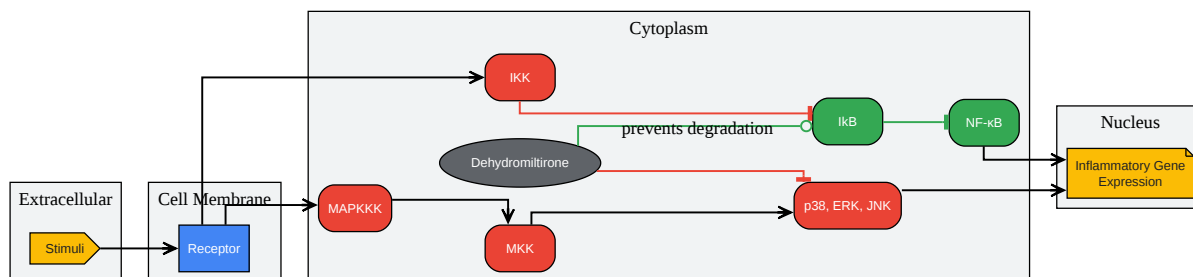 Cytoplasm
IKK
IkB
NF-κB
prevents degradation
Nucleus
Dehydromiltirone
Inflammatory Gene
Expression
Extracellular
Cell Membrane
MAPKKK
p38, ERK, JNK
Stimuli
Receptor
MKK